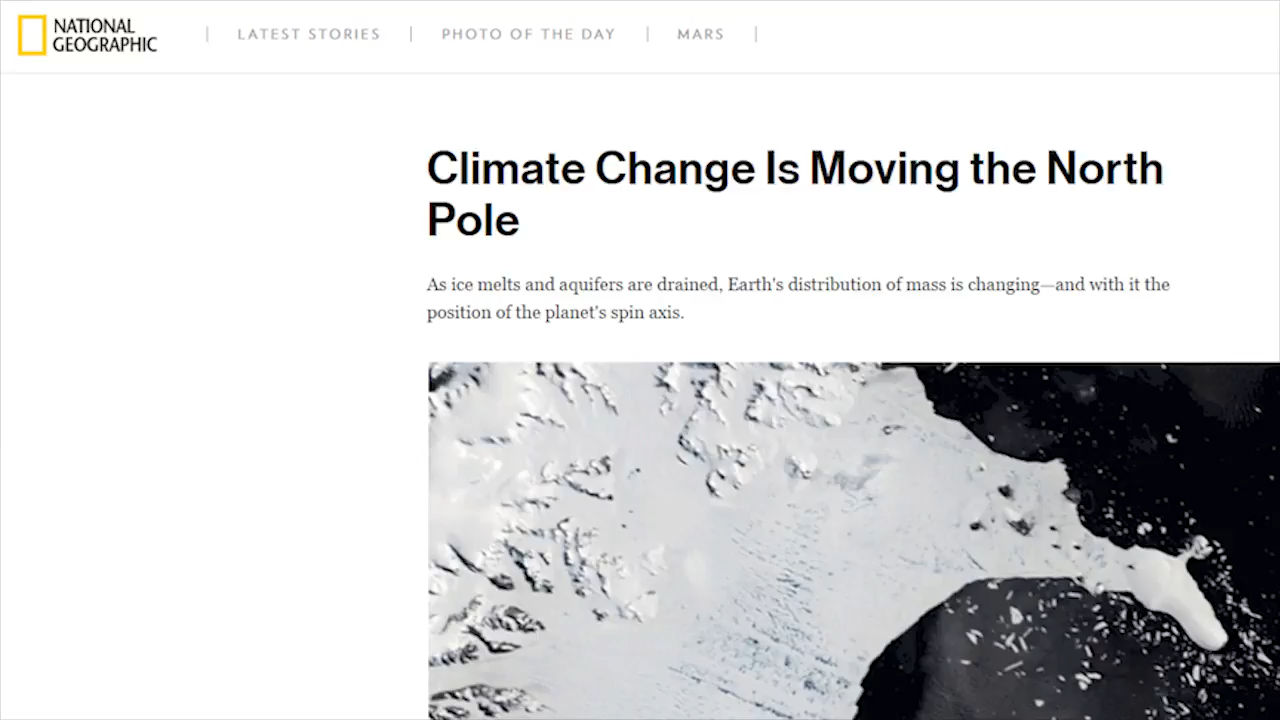 NATIONAL
GEOGRAPHIC
LATEST STORIES | PHOTO OF THE DAY | MARS |
Climate Change Is Moving the North
Pole
As ice melts and aquifers are drained, Earth's distribution of mass is changing—and with it the
position of the planet's spin axis.